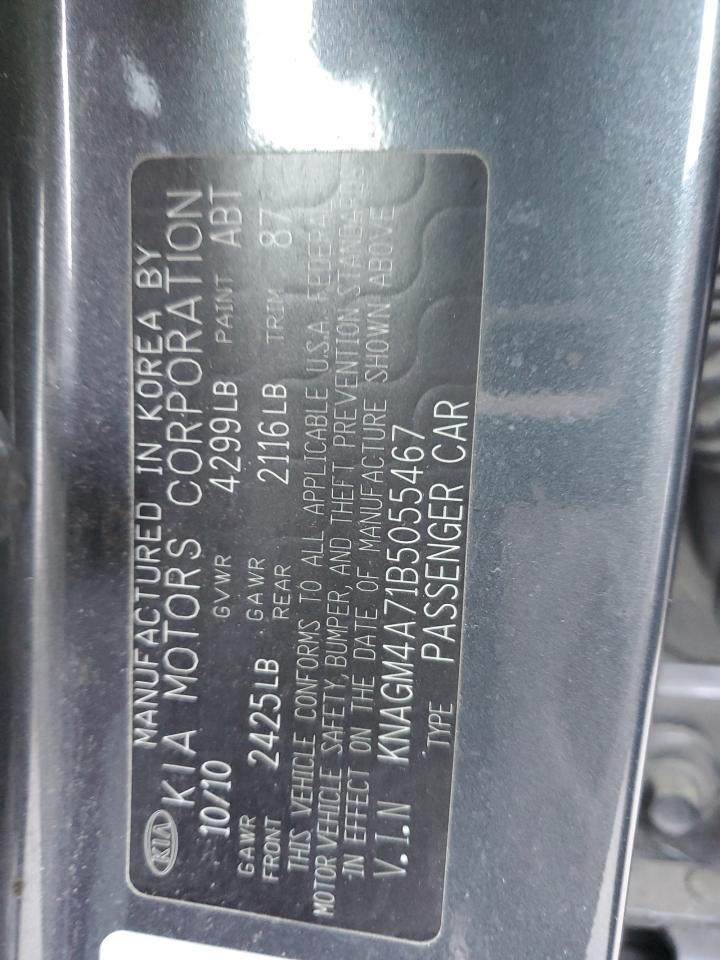 KIA
MANUFACTURED IN KOREA BY
KIA MOTORS CORPORATION
10/10 GVWR 4299LB PAINT ABT
GAWR FRONT 2425LB GAWR REAR 2116LB TRIM 87
THIS VEHICLE CONFORMS TO ALL APPLICABLE U.S.A. FEDERAL
MOTOR VEHICLE SAFETY, BUMPER, AND THEFT PREVENTION STANDARDS
IN EFFECT ON THE DATE OF MANUFACTURE SHOWN ABOVE
V.I.N KNAGM4A71B5055467
TYPE PASSENGER CAR